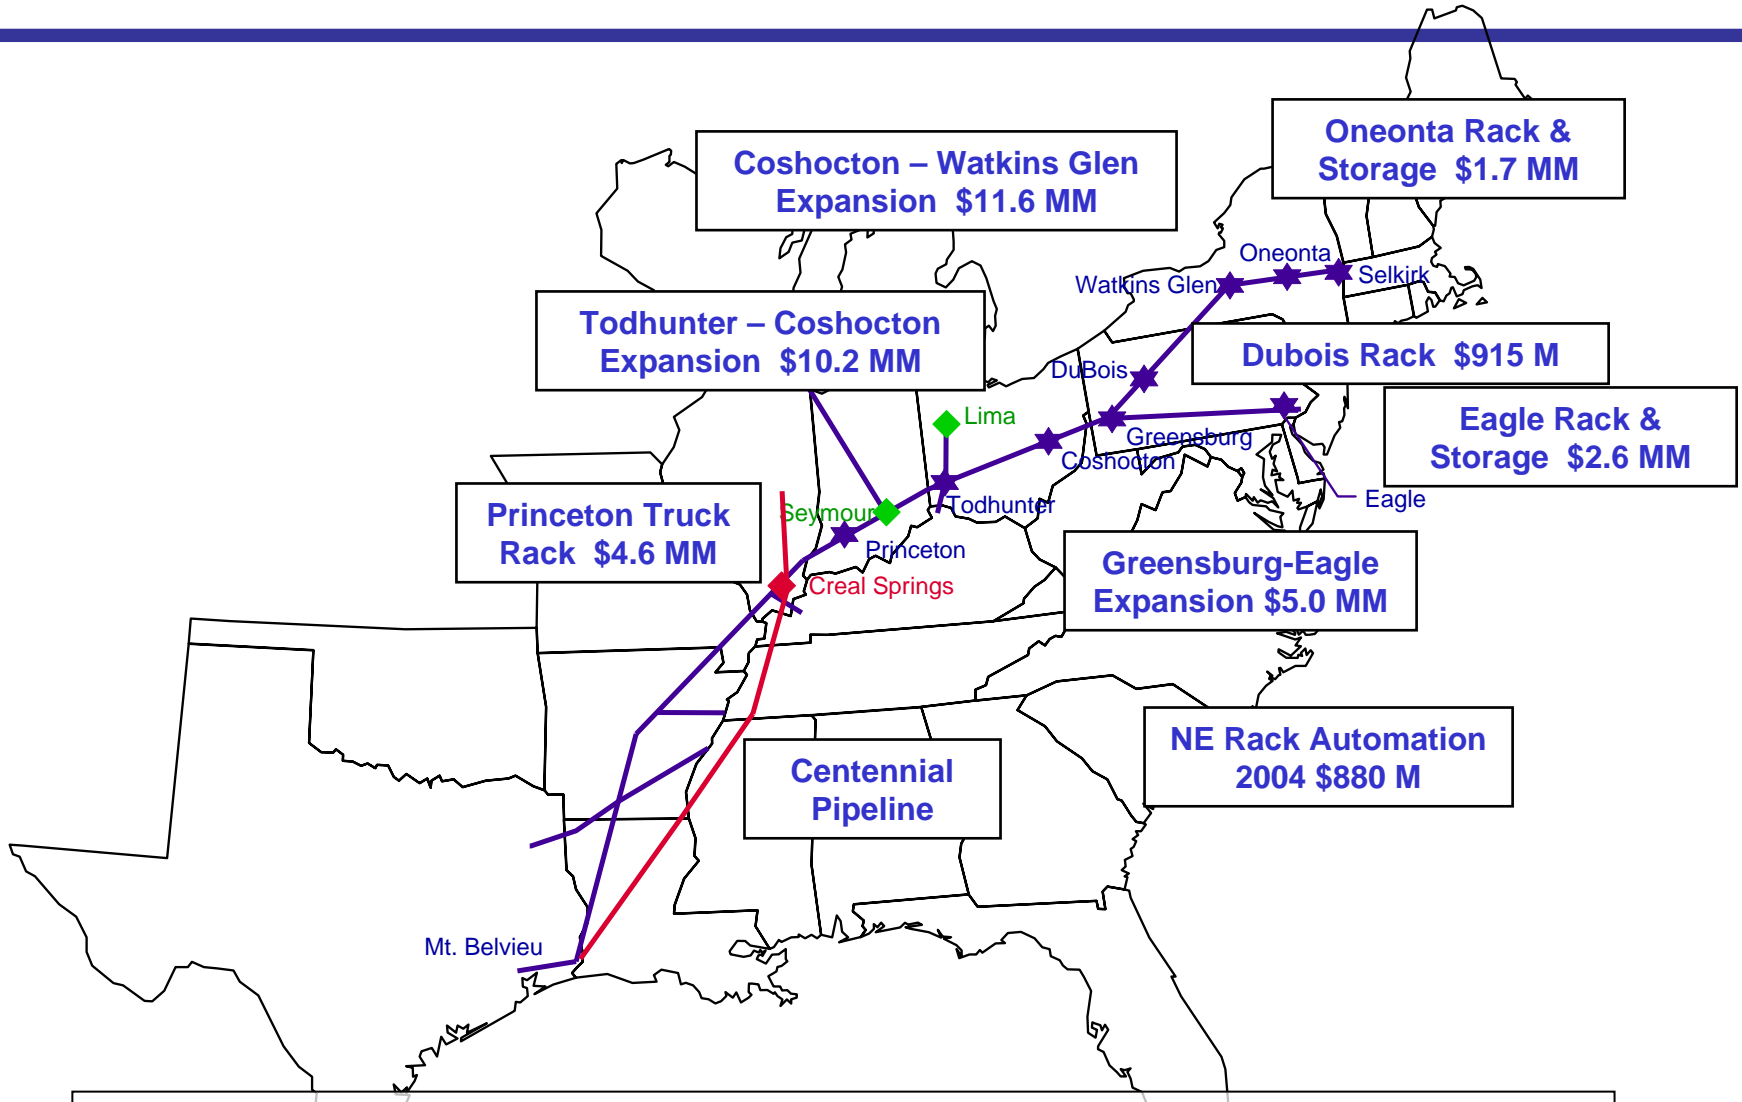 Oneonta Rack &
Storage  $1.7 MM
Coshocton – Watkins Glen
Expansion  $11.6 MM
Oneonta
Selkirk
Watkins Glen
Todhunter – Coshocton
Expansion  $10.2 MM
Dubois Rack  $915 M
DuBois
Eagle Rack &
Storage  $2.6 MM
Lima
Greensburg
Coshocton
Eagle
Todhunter
Princeton Truck
Rack  $4.6 MM
Seymour
Princeton
Greensburg-Eagle
Expansion $5.0 MM
Creal Springs
NE Rack Automation
2004 $880 M
Centennial
Pipeline
Mt. Belvieu